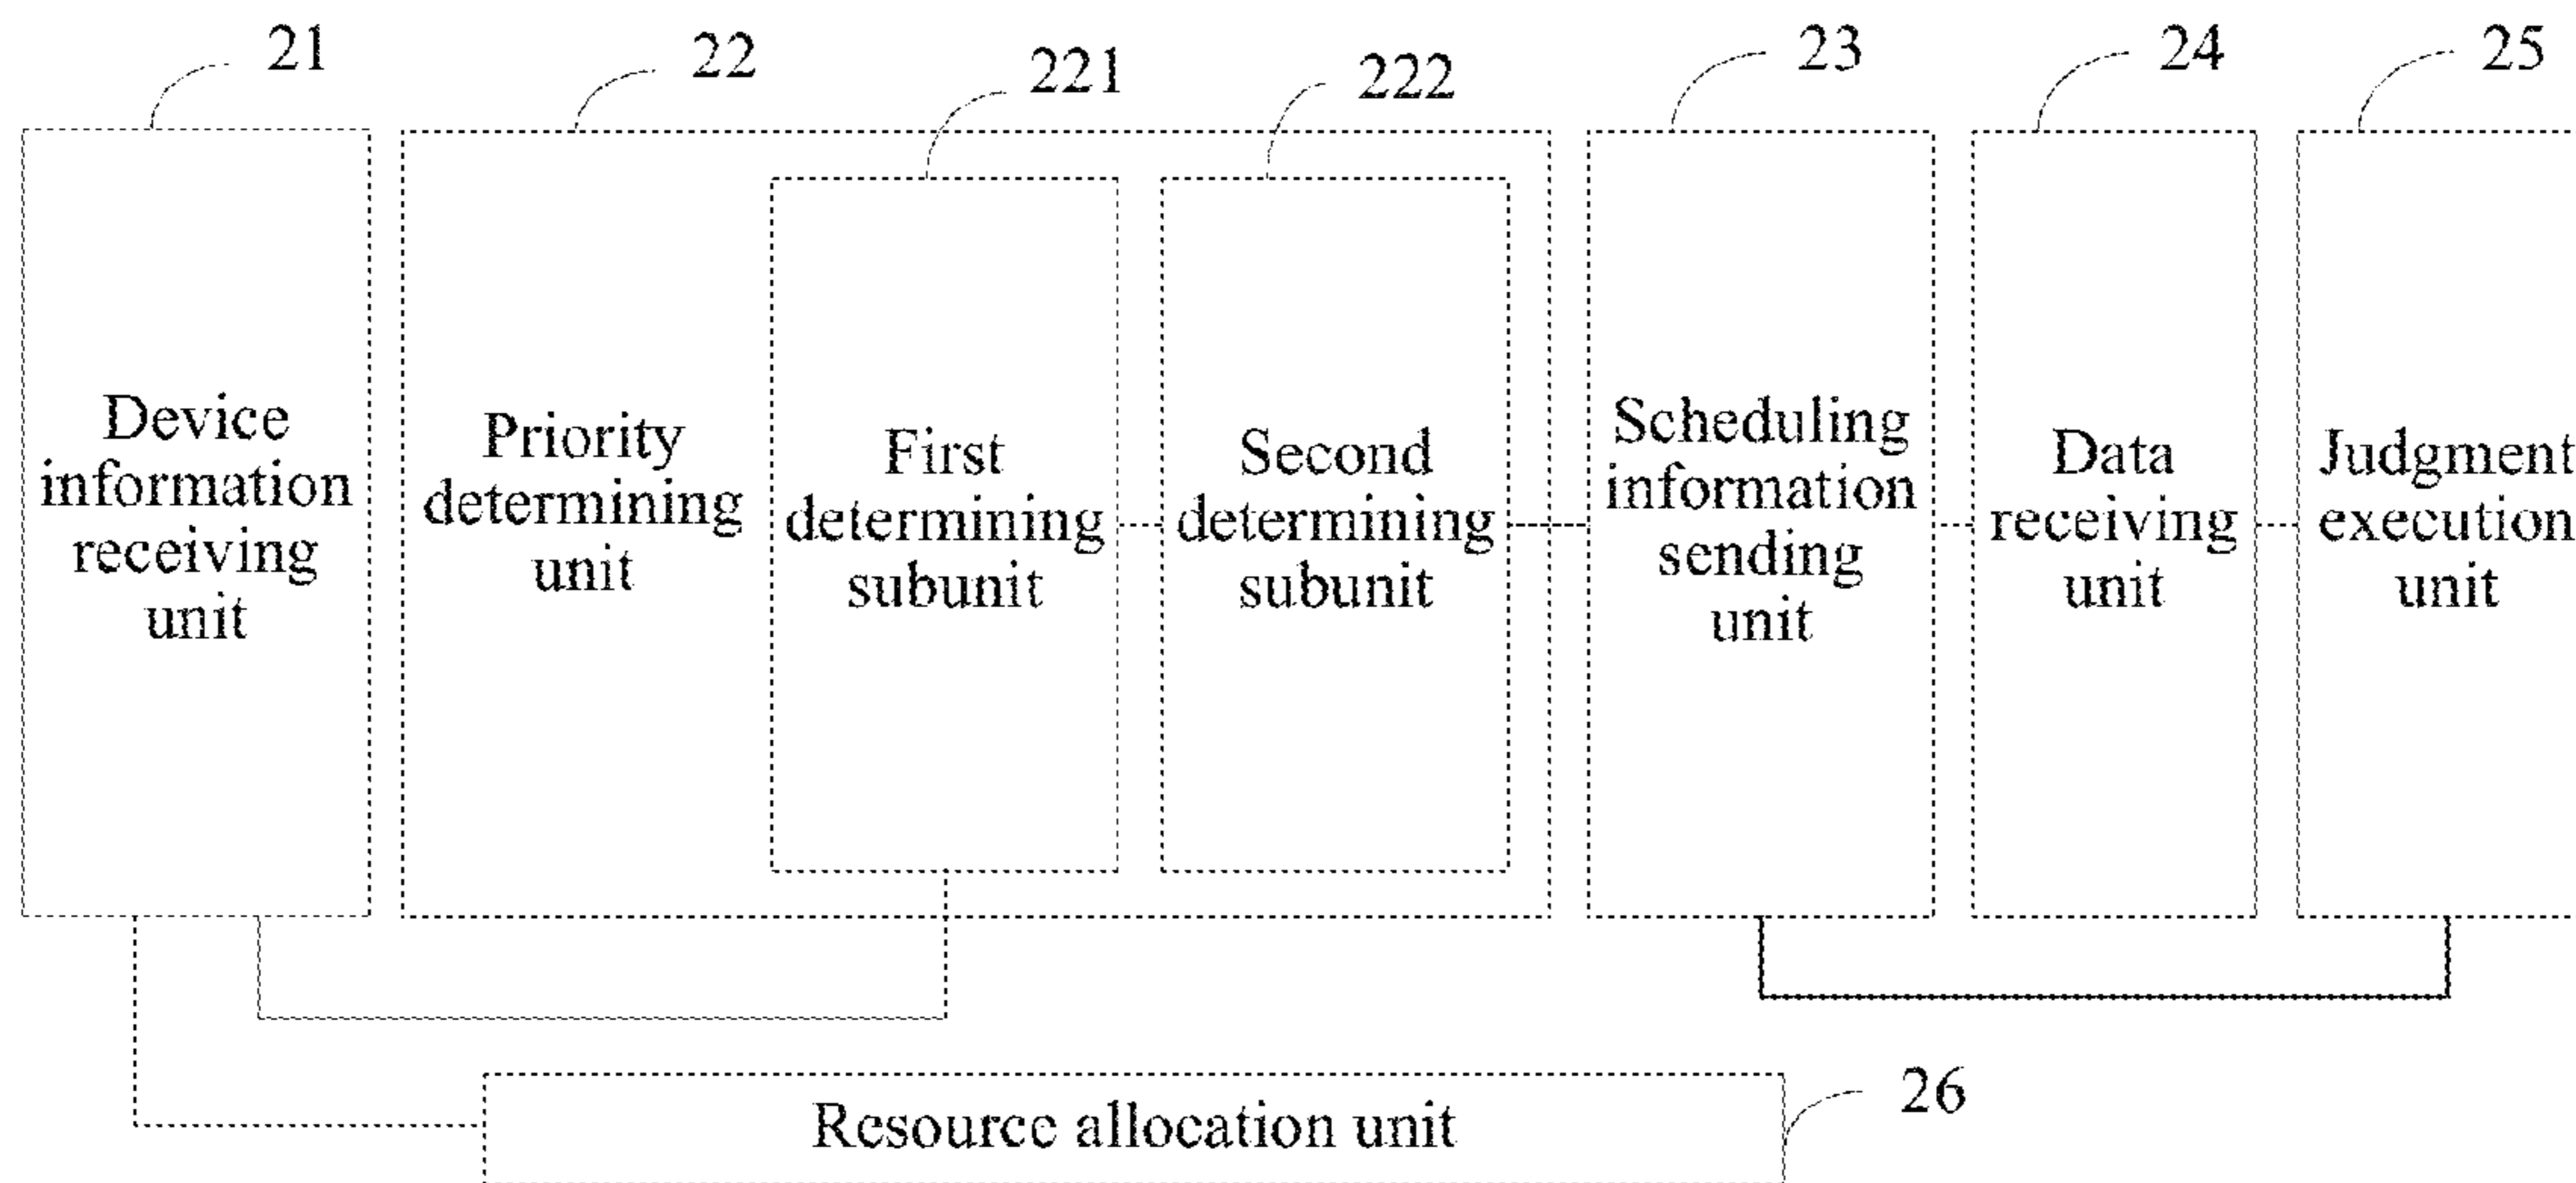 21
22
221
222
23
24
25
Device
information
receiving
unit
Priority
determining
unit
First
determining
subunit
Second
determining
subunit
Scheduling
information
sending
unit
Data
receiving
unit
Judgment
execution
unit
26
Resource allocation unit